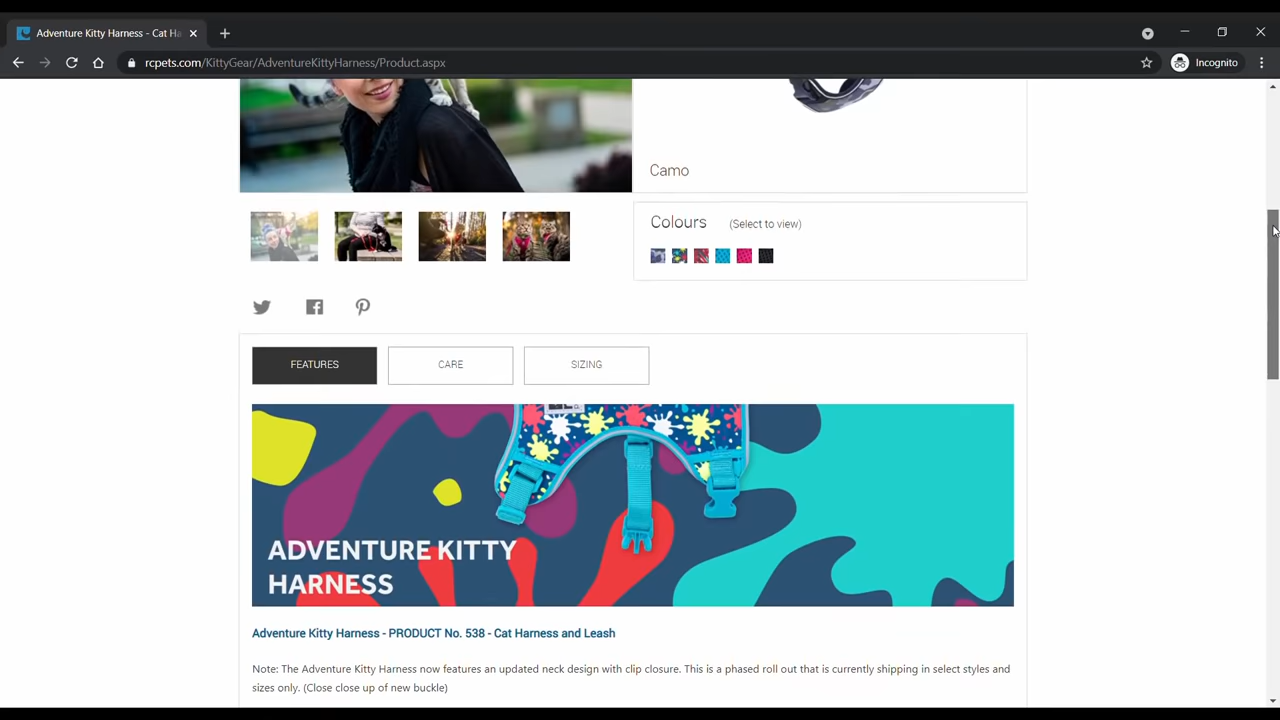 Adventure Kitty Harness - Cat Ha
rcpets.com/KittyGear/AdventureKittyHarness/Product.aspx
Incognito
Camo
Colours (Select to view)
FEATURES CARE SIZING
ADVENTURE KITTY
HARNESS
Adventure Kitty Harness - PRODUCT No. 538 - Cat Harness and Leash
Note: The Adventure Kitty Harness now features an updated neck design with clip closure. This is a phased roll out that is currently shipping in select styles and
sizes only. (Close close up of new buckle)